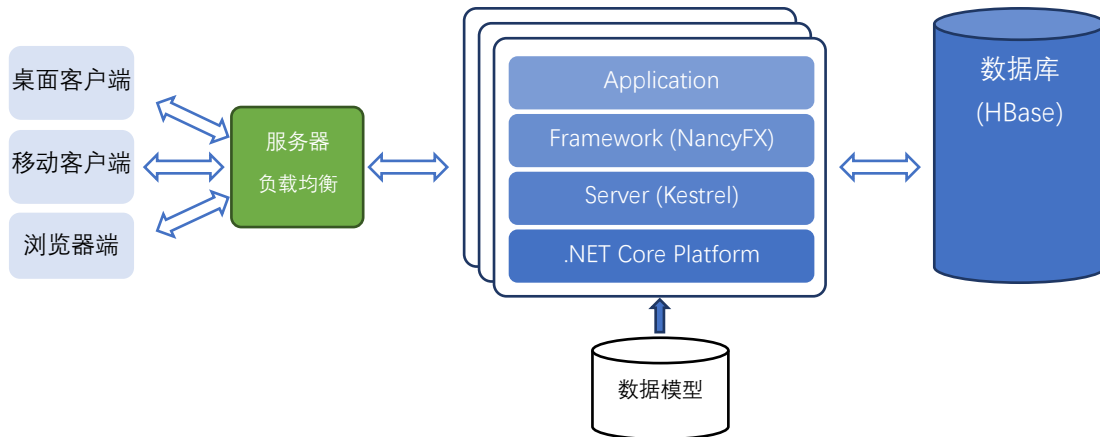 桌面客户端
移动客户端
浏览器端
服务器
负载均衡
Application
Framework (NancyFX)
Server (Kestrel)
.NET Core Platform
数据模型
数据库
(HBase)